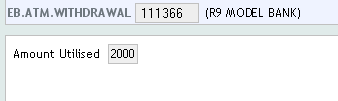 EB.ATM.WITHDRAWAL 111366 (R9 MODEL BANK)
Amount Utilised 2000